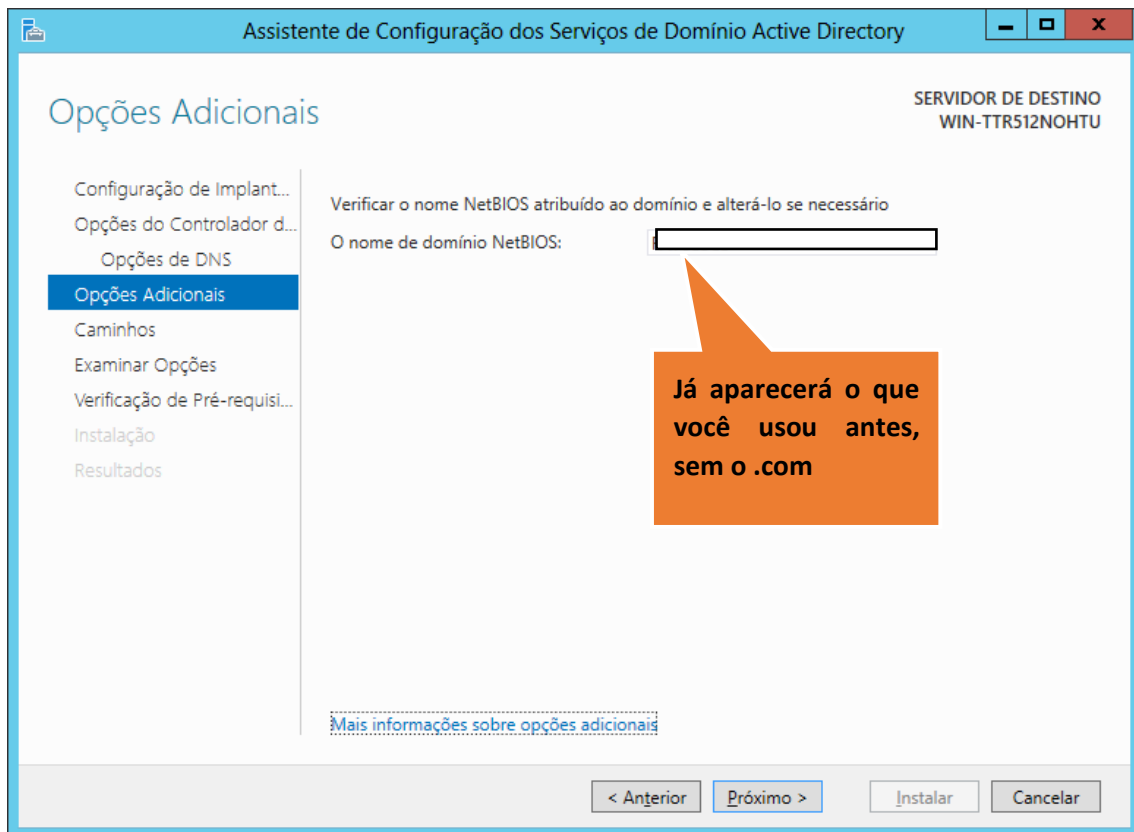 Assistente de Configuração dos Serviços de Domínio Active Directory
Opções Adicionais
SERVIDOR DE DESTINO
WIN-TTR512NOHTU
Configuração de Implant...
Opções do Controlador d...
Opções de DNS
Opções Adicionais
Caminhos
Examinar Opções
Verificação de Pré-requisi...
Instalação
Resultados
Verificar o nome NetBIOS atribuído ao domínio e alterá-lo se necessário
O nome de domínio NetBIOS:
Já aparecerá o que
você usou antes,
sem o .com
Mais informações sobre opções adicionais
< Anterior
Próximo >
Instalar
Cancelar